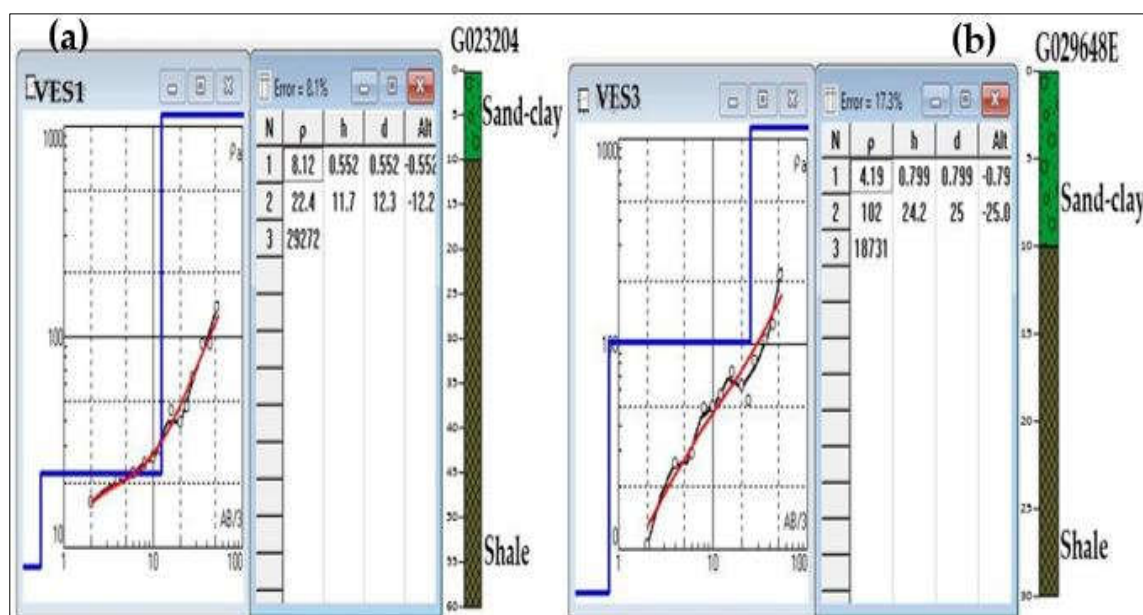 (a)
G023204
(b)
G029648E
VES1
Error = 8.1%
N ρ h d Alt
1 8.12 0.552 0.552 -0.552
2 22.4 11.7 12.3 -12.2
3 29272
1000
ρa
100
10
AB/3
1 10 100
0
5
10
15
20
25
30
35
40
45
50
55
60
Sand-clay
Shale
VES3
Error = 17.3%
N ρ h d Alt
1 4.19 0.799 0.799 -0.79
2 102 24.2 25 -25.0
3 18731
1000
ρa
100
0
AB/3
1 10 100
0
5
10
15
20
25
30
Sand-clay
Shale